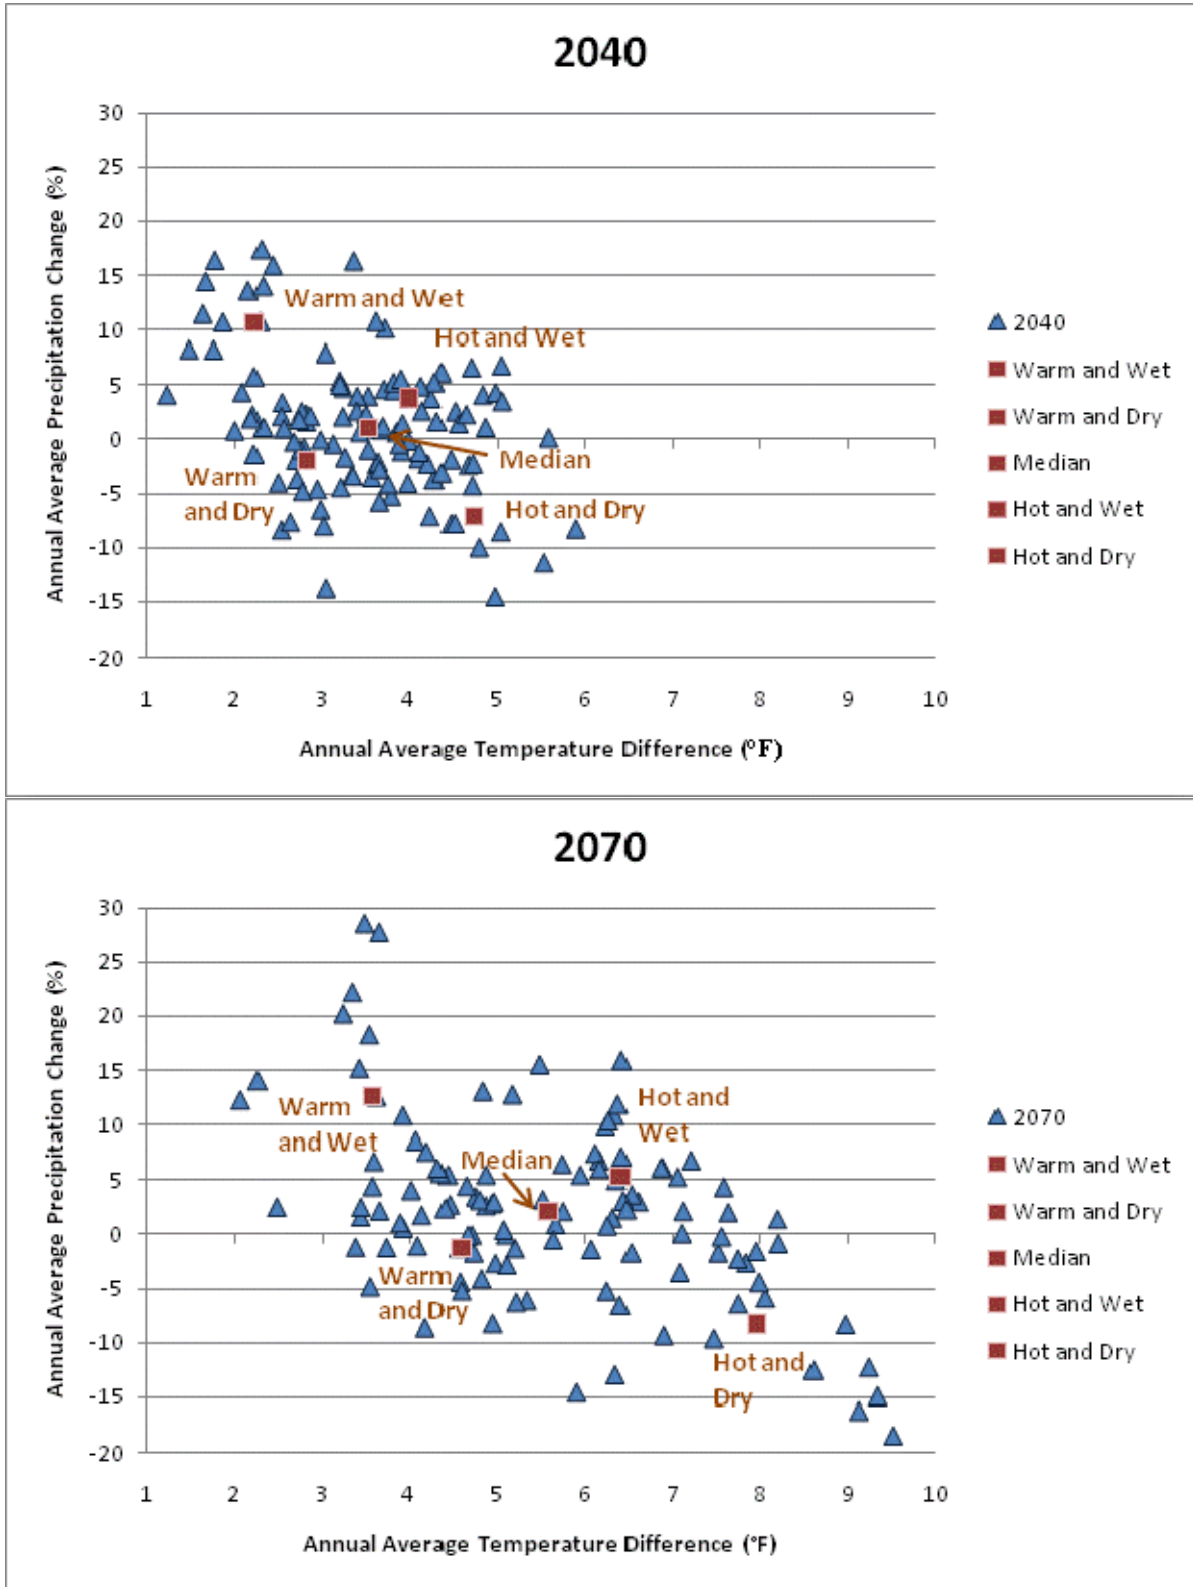 2040
30
25
20
15
10
5
0
-5
-10
-15
-20
Annual Average Precipitation Change (%)
Warm and Wet
Hot and Wet
Median
Warm
and Dry
Hot and Dry
1 2 3 4 5 6 7 8 9 10
Annual Average Temperature Difference (°F)
2040
Warm and Wet
Warm and Dry
Median
Hot and Wet
Hot and Dry
2070
30
25
20
15
10
5
0
-5
-10
-15
-20
Annual Average Precipitation Change (%)
Warm
and Wet
Hot and
Wet
Median
Warm
and Dry
Hot and
Dry
1 2 3 4 5 6 7 8 9 10
Annual Average Temperature Difference (°F)
2070
Warm and Wet
Warm and Dry
Median
Hot and Wet
Hot and Dry